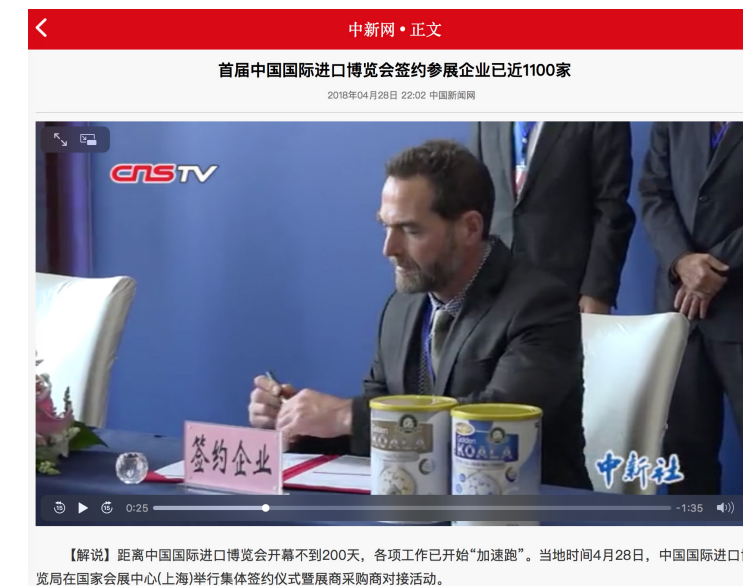 中新网 • 正文
首届中国国际进口博览会签约参展企业已近1100家
2018年04月28日 22:02 中国新闻网
CNSTV
签约企业
Golden
KOALA
Golden
KOALA
中新社
15
15
0:25
-1:35
【解说】距离中国国际进口博览会开幕不到200天，各项工作已开始“加速跑”。当地时间4月28日，中国国际进口
览局在国家会展中心(上海)举行集体签约仪式暨展商采购商对接活动。